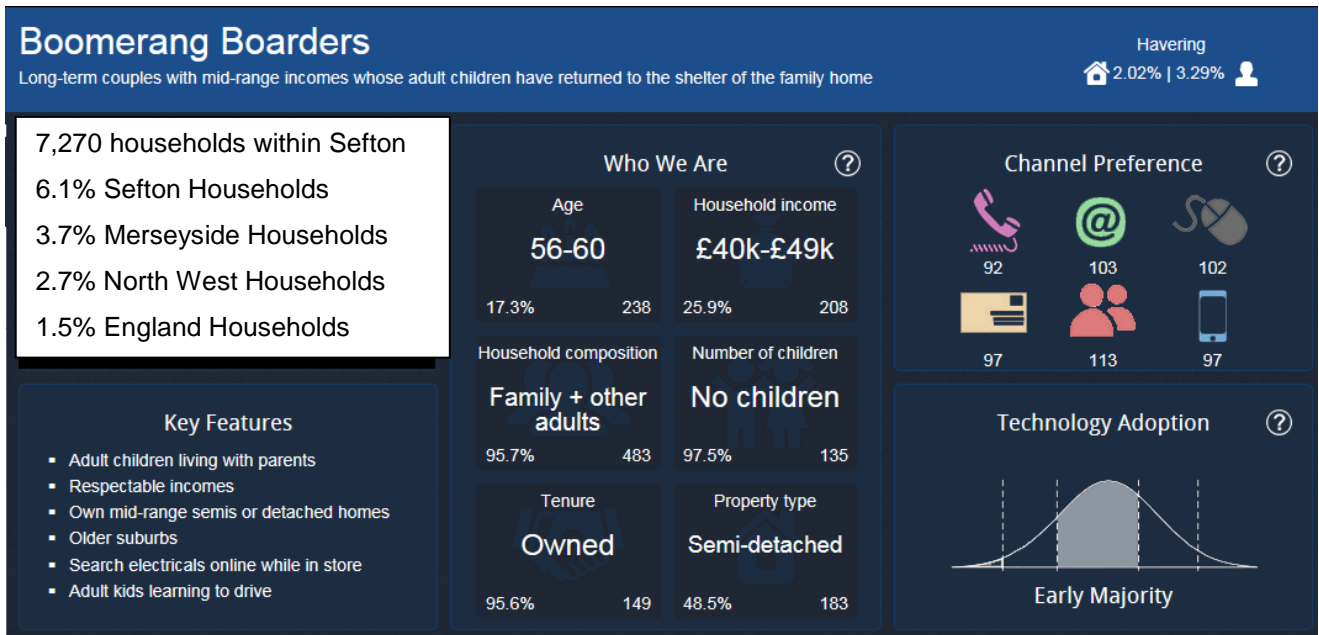 Boomerang Boarders
Long-term couples with mid-range incomes whose adult children have returned to the shelter of the family home
Havering
2.02% | 3.29%
7,270 households within Sefton
6.1% Sefton Households
3.7% Merseyside Households
2.7% North West Households
1.5% England Households
Key Features
▪ Adult children living with parents
▪ Respectable incomes
▪ Own mid-range semis or detached homes
▪ Older suburbs
▪ Search electricals online while in store
▪ Adult kids learning to drive
Who We Are ?
Age
56-60
17.3% 238
Household income
£40k-£49k
25.9% 208
Household composition
Family + other
adults
95.7% 483
Number of children
No children
97.5% 135
Tenure
Owned
95.6% 149
Property type
Semi-detached
48.5% 183
Channel Preference ?
@
92 103 102
97 113 97
Technology Adoption ?
Early Majority